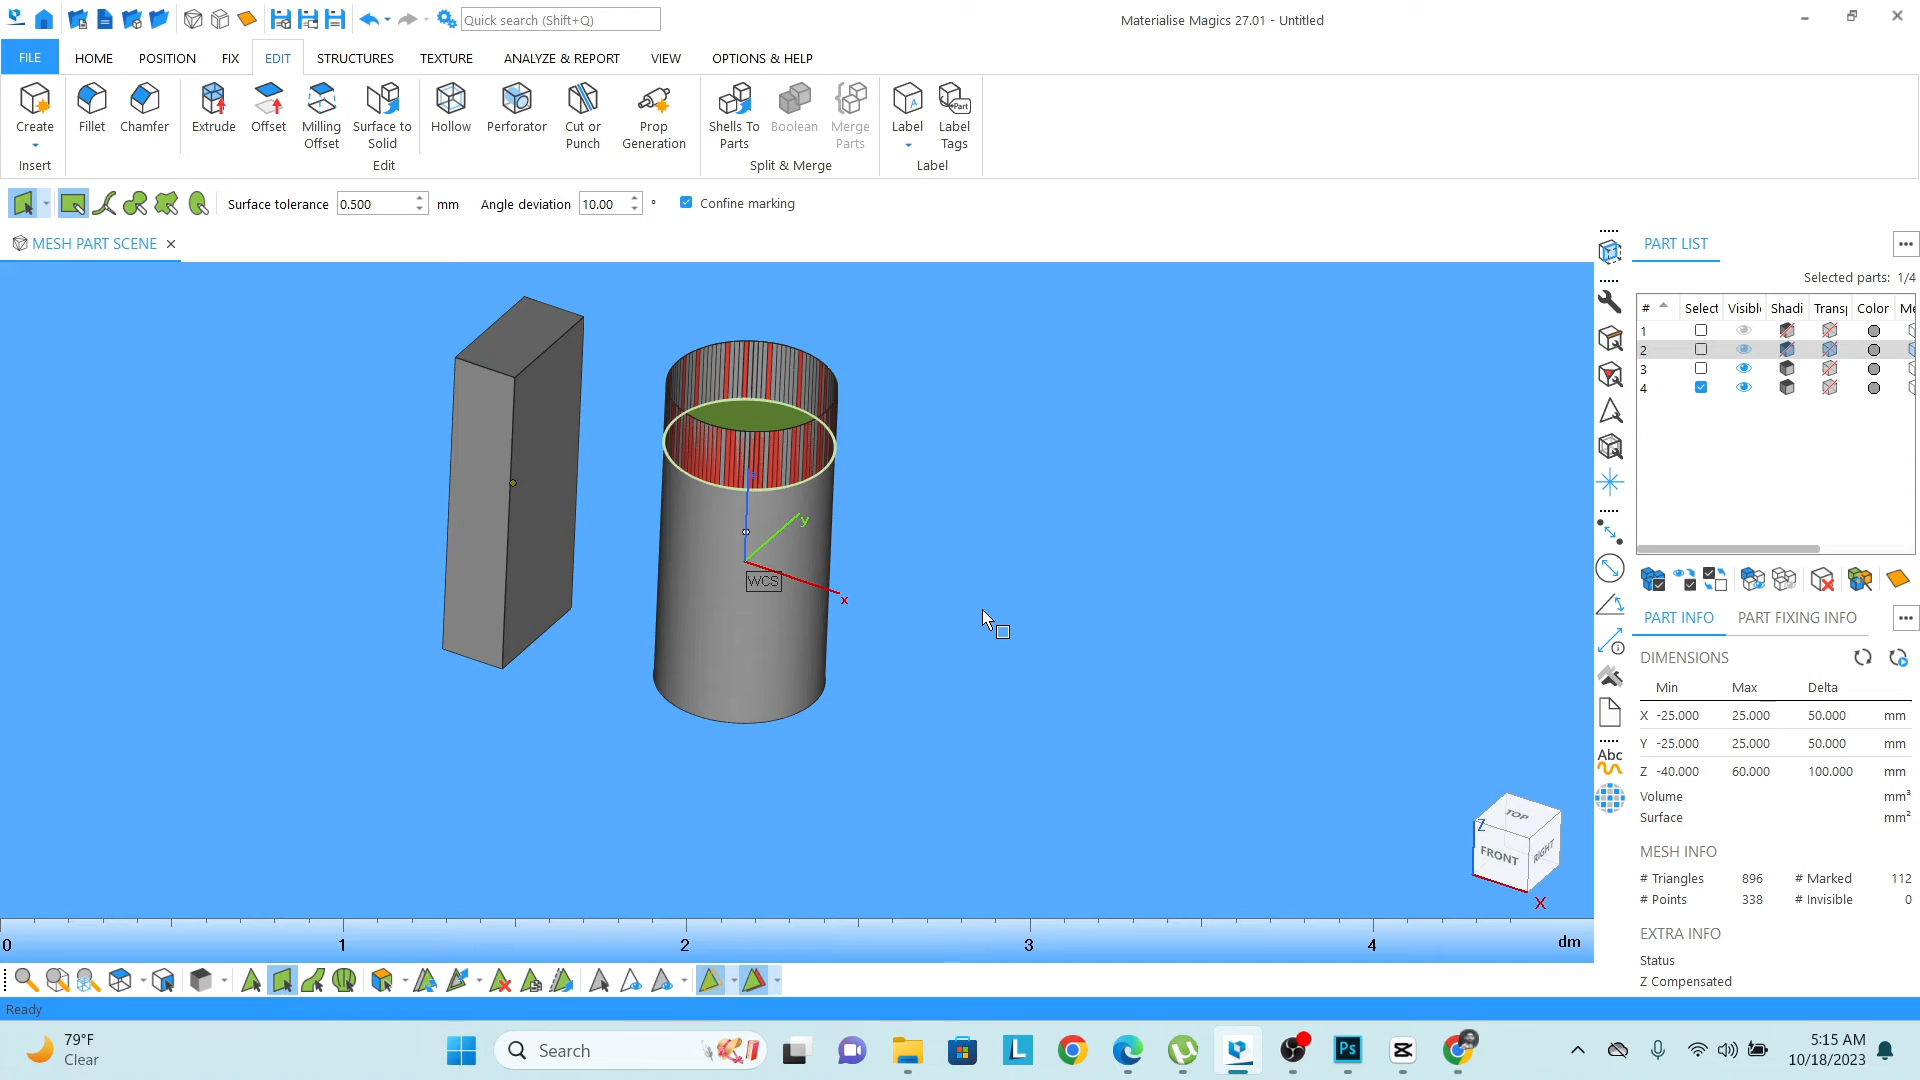 Quick search (Shift+Q)
Materialise Magics 27.01 - Untitled
FILE HOME POSITION FIX EDIT STRUCTURES TEXTURE ANALYZE & REPORT VIEW OPTIONS & HELP
Create Fillet Chamfer Extrude Offset Milling Offset Surface to Solid Hollow Perforator Cut or Punch Prop Generation Shells To Parts Boolean Merge Parts Label Label Tags
Insert Edit Split & Merge Label
Surface tolerance 0.500 mm Angle deviation 10.00 ° Confine marking
MESH PART SCENE
PART LIST
Selected parts: 1/4
# Select Visibl Shadi Transp Color Me
1
2
3
4
y
WCS
x
Abc
PART INFO PART FIXING INFO
DIMENSIONS
Min Max Delta
X -25.000 25.000 50.000 mm
Y -25.000 25.000 50.000 mm
Z -40.000 60.000 100.000 mm
Volume mm³
Surface mm²
MESH INFO
# Triangles 896 # Marked 112
# Points 338 # Invisible 0
EXTRA INFO
Status
Z Compensated
TOP
Z
FRONT RIGHT
X
0 1 2 3 4 dm
Ready
79°F
Clear
Search
L
Ps
5:15 AM
10/18/2023